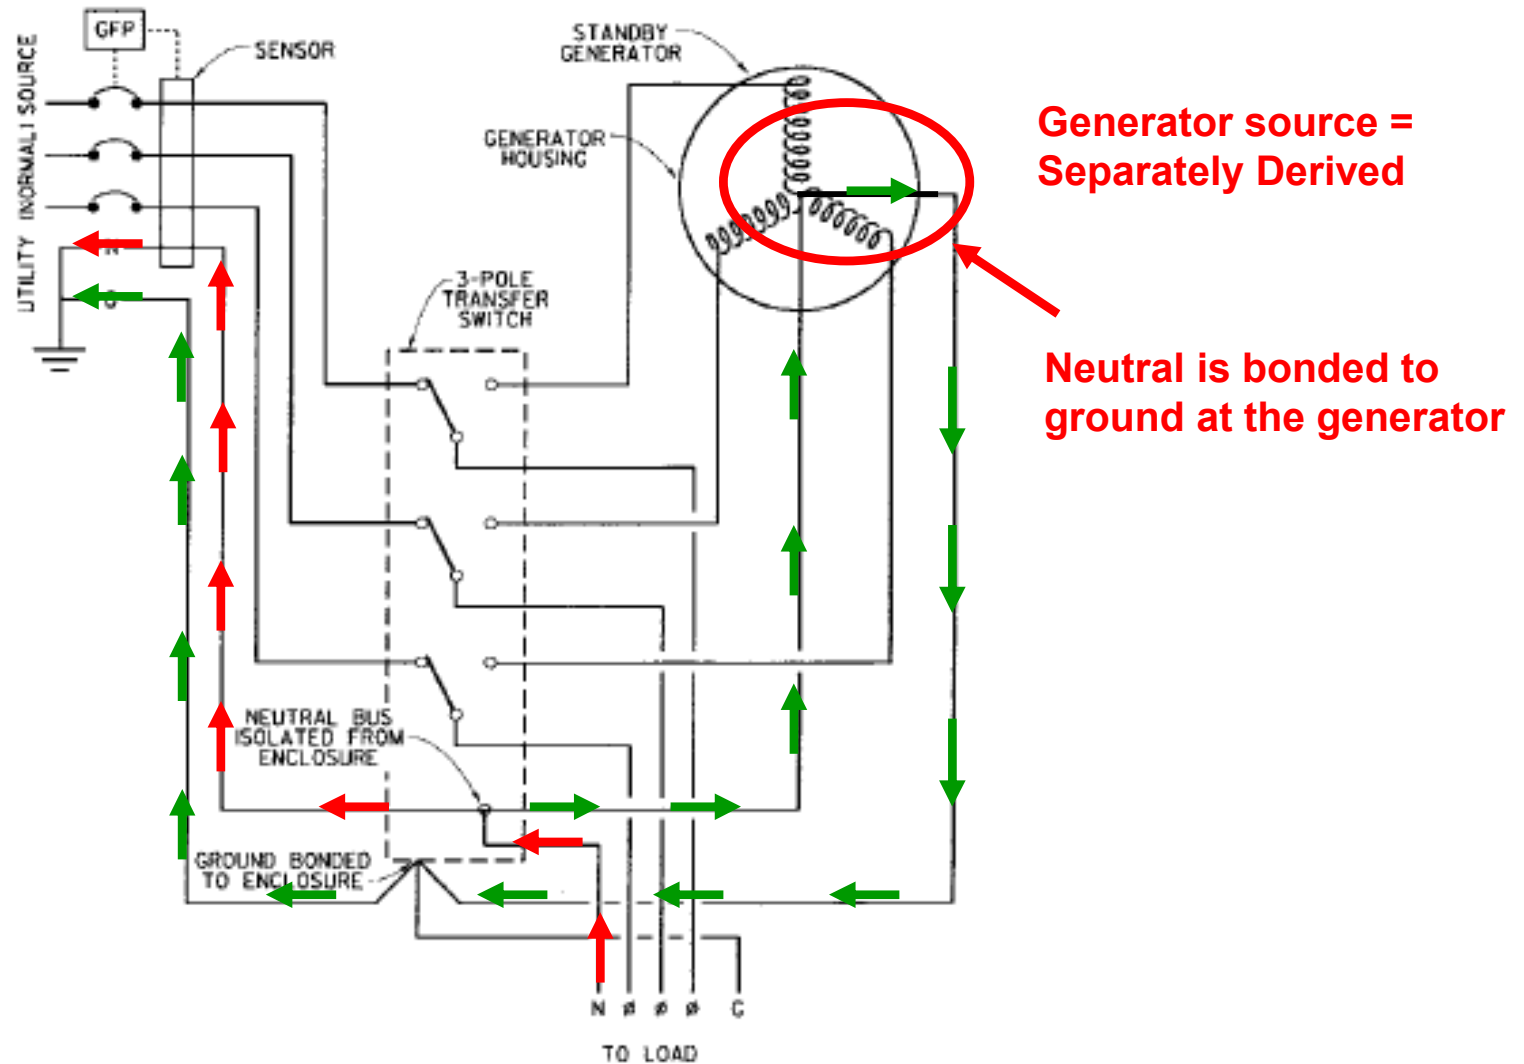 GFP
SENSOR
UTILITY (NORMAL) SOURCE
N
STANDBY
GENERATOR
GENERATOR
HOUSING
Generator source =
Separately Derived
3-POLE
TRANSFER
SWITCH
Neutral is bonded to
ground at the generator
NEUTRAL BUS
ISOLATED FROM
ENCLOSURE
GROUND BONDED
TO ENCLOSURE
N ø ø ø G
TO LOAD